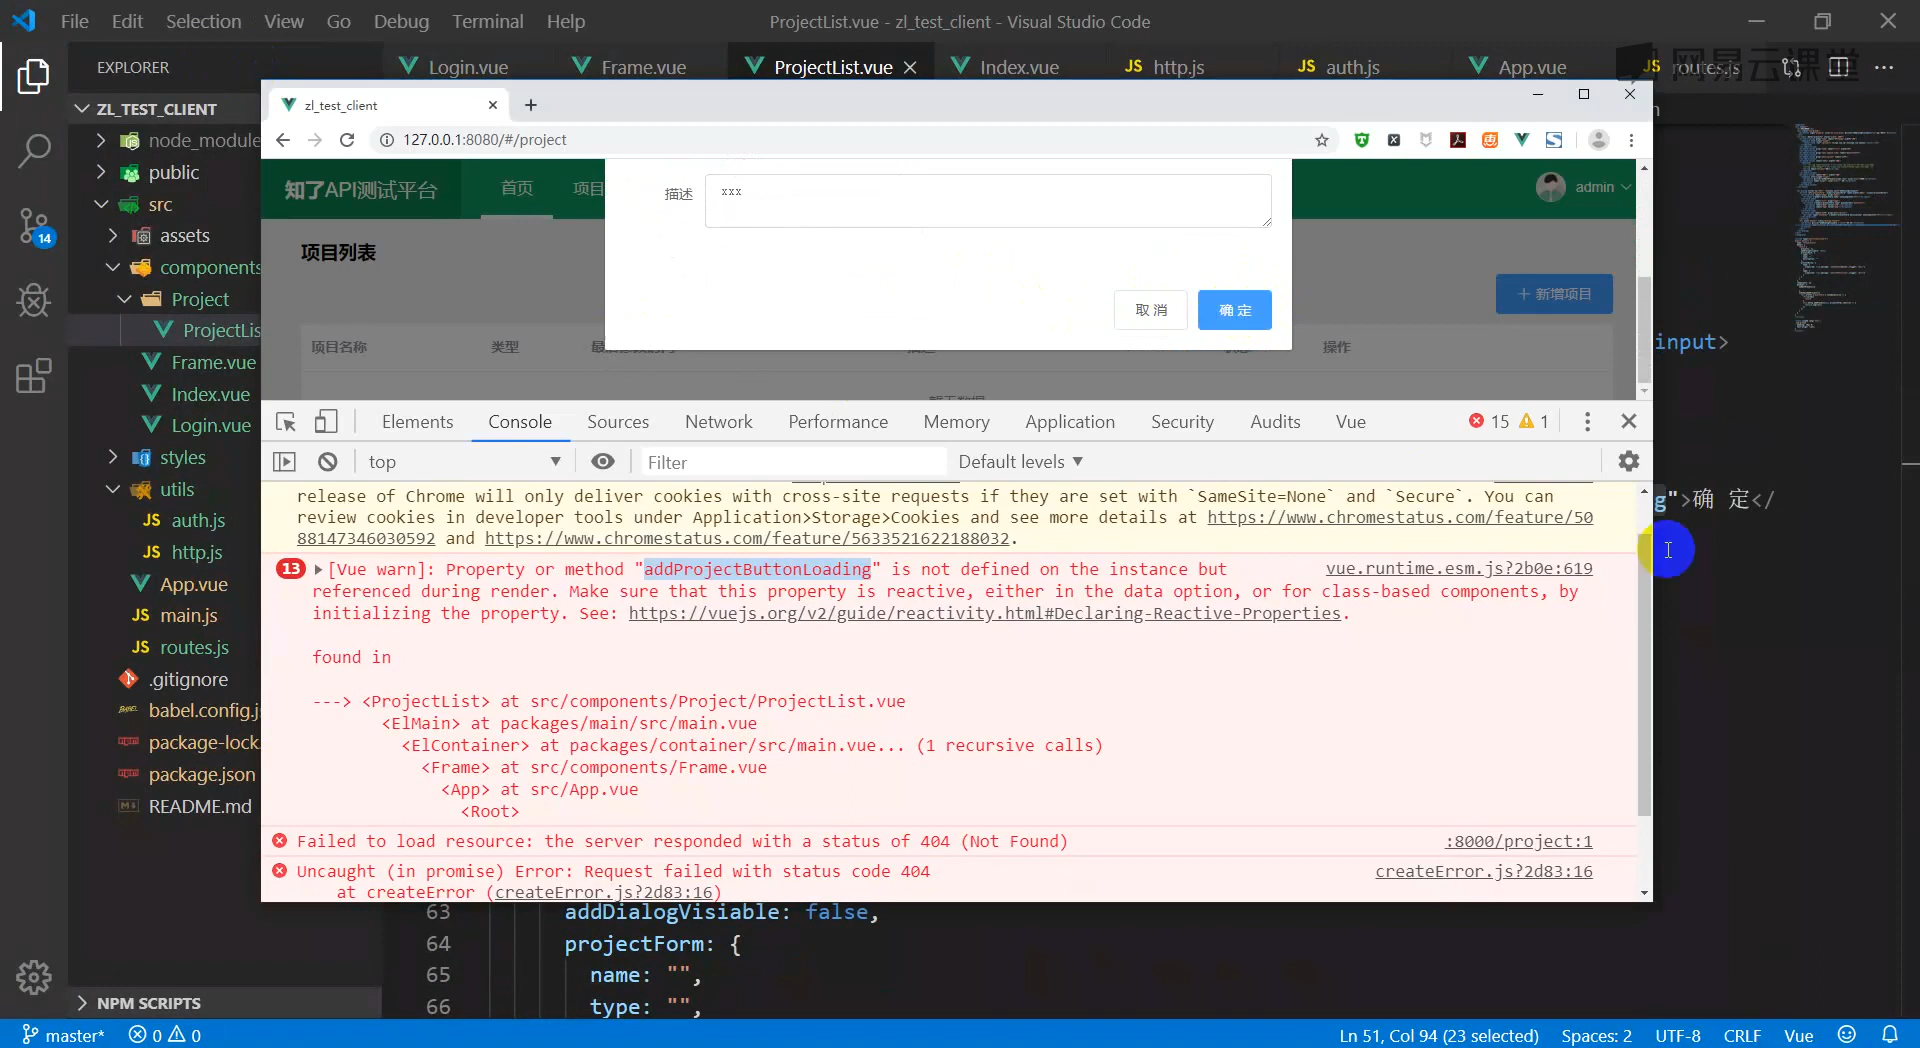 File Edit Selection View Go Debug Terminal Help
ProjectList.vue - zl_test_client - Visual Studio Code
EXPLORER
Login.vue
Frame.vue
ProjectList.vue
Index.vue
JS http.js
JS auth.js
App.vue
JS routes.js
网易云课堂
ZL_TEST_CLIENT
node_module
public
src
assets
components
Project
ProjectLis
Frame.vue
Index.vue
Login.vue
styles
utils
JS auth.js
JS http.js
App.vue
JS main.js
JS routes.js
.gitignore
BABEL babel.config.j
package-lock.
package.json
README.md
NPM SCRIPTS
14
zl_test_client
127.0.0.1:8080/#/project
知了API测试平台
首页
项目
admin
描述
xxx
项目列表
取 消
确 定
+ 新增项目
项目名称
类型
操作
Elements Console Sources Network Performance Memory Application Security Audits Vue
15 1
top
Filter
Default levels ▼
release of Chrome will only deliver cookies with cross-site requests if they are set with `SameSite=None` and `Secure`. You can
review cookies in developer tools under Application>Storage>Cookies and see more details at https://www.chromestatus.com/feature/50
88147346030592 and https://www.chromestatus.com/feature/5633521622188032.
13 ▸[Vue warn]: Property or method "addProjectButtonLoading" is not defined on the instance but
vue.runtime.esm.js?2b0e:619
referenced during render. Make sure that this property is reactive, either in the data option, or for class-based components, by
initializing the property. See: https://vuejs.org/v2/guide/reactivity.html#Declaring-Reactive-Properties.
found in
---> <ProjectList> at src/components/Project/ProjectList.vue
<ElMain> at packages/main/src/main.vue
<ElContainer> at packages/container/src/main.vue... (1 recursive calls)
<Frame> at src/components/Frame.vue
<App> at src/App.vue
<Root>
Failed to load resource: the server responded with a status of 404 (Not Found)
:8000/project:1
Uncaught (in promise) Error: Request failed with status code 404
createError.js?2d83:16
at createError (createError.js?2d83:16)
input>
g">确 定</
63 addDialogVisiable: false,
64 projectForm: {
65 name: "",
66 type: "",
master*
0 0
Ln 51, Col 94 (23 selected)
Spaces: 2
UTF-8
CRLF
Vue